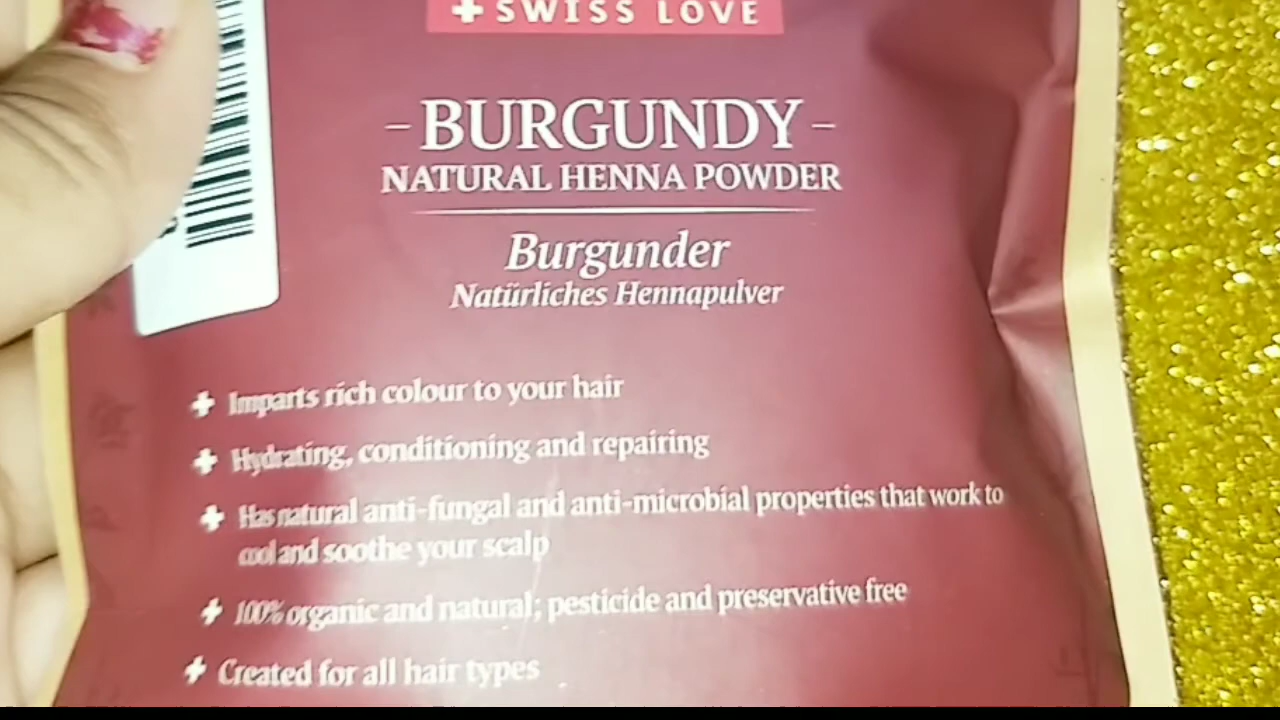 SWISS LOVE
-BURGUNDY-
NATURAL HENNA POWDER
Burgunder
Natürliches Hennapulver
Imparts rich colour to your hair
Hydrating, conditioning and repairing
Has natural anti-fungal and anti-microbial properties that work to
cool and soothe your scalp
100% organic and natural; pesticide and preservative free
Created for all hair types